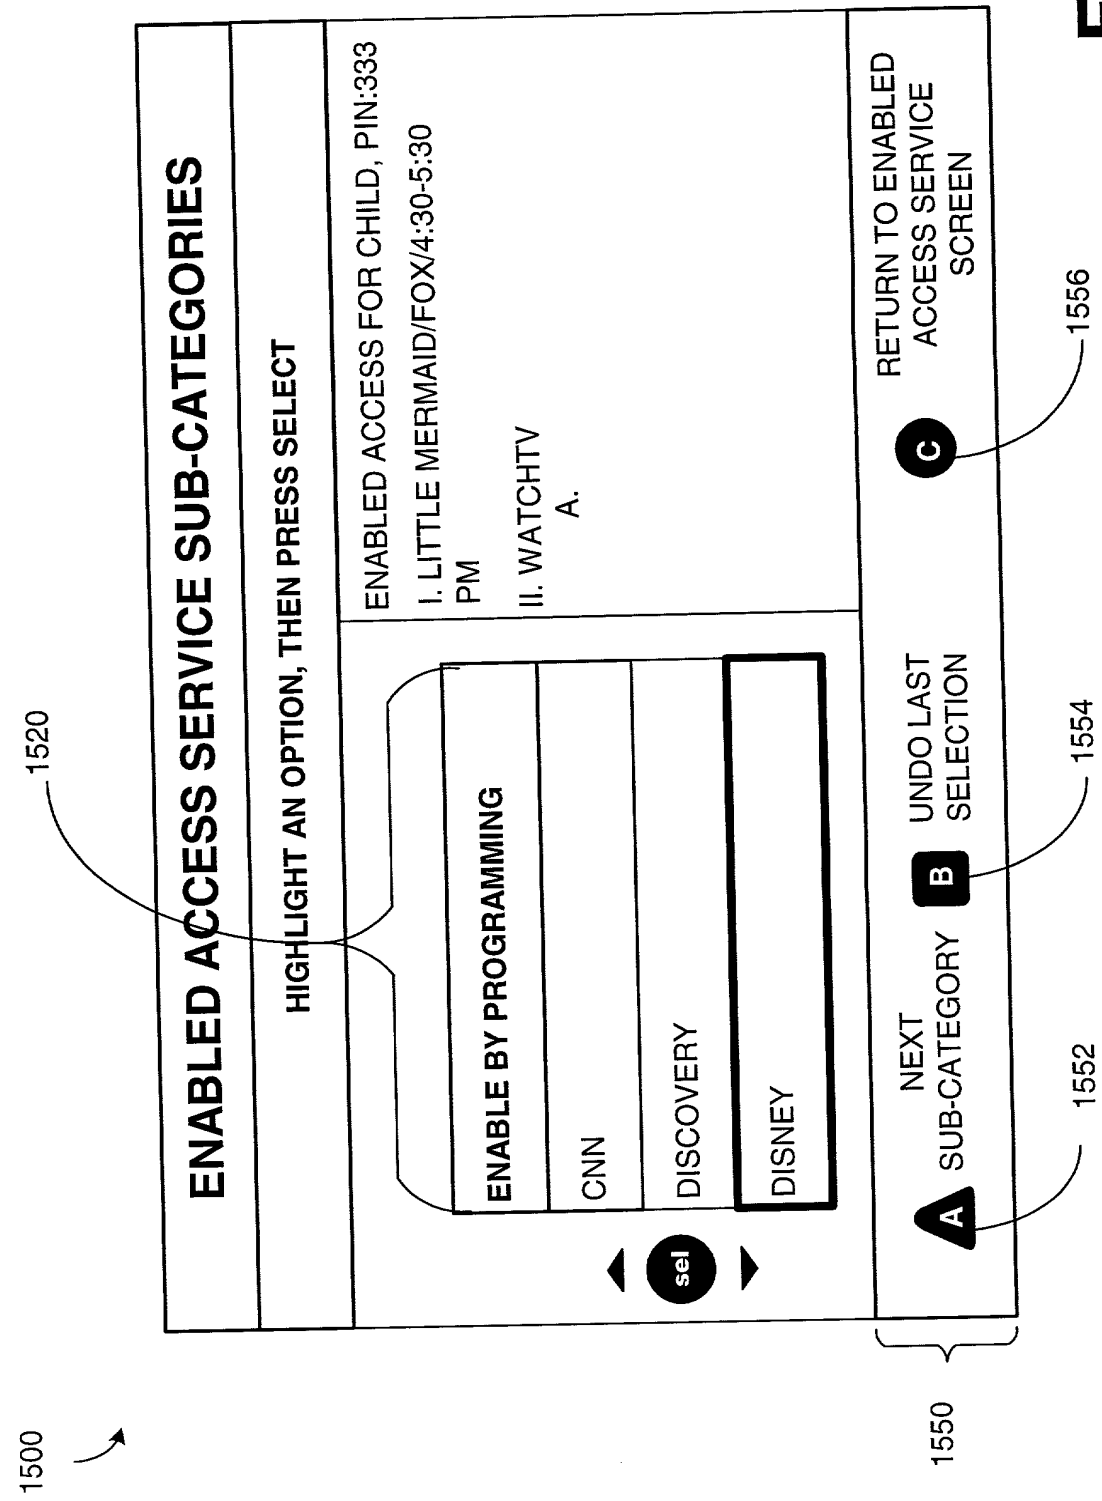 1500
1520
ENABLED ACCESS SERVICE SUB-CATEGORIES
HIGHLIGHT AN OPTION, THEN PRESS SELECT
sel
ENABLE BY PROGRAMMING
CNN
DISCOVERY
DISNEY
ENABLED ACCESS FOR CHILD, PIN:333
I. LITTLE MERMAID/FOX/4:30-5:30
PM
II. WATCHTV
A.
1550
A
NEXT
SUB-CATEGORY
B
UNDO LAST
SELECTION
C
RETURN TO ENABLED
ACCESS SERVICE
SCREEN
1552
1554
1556